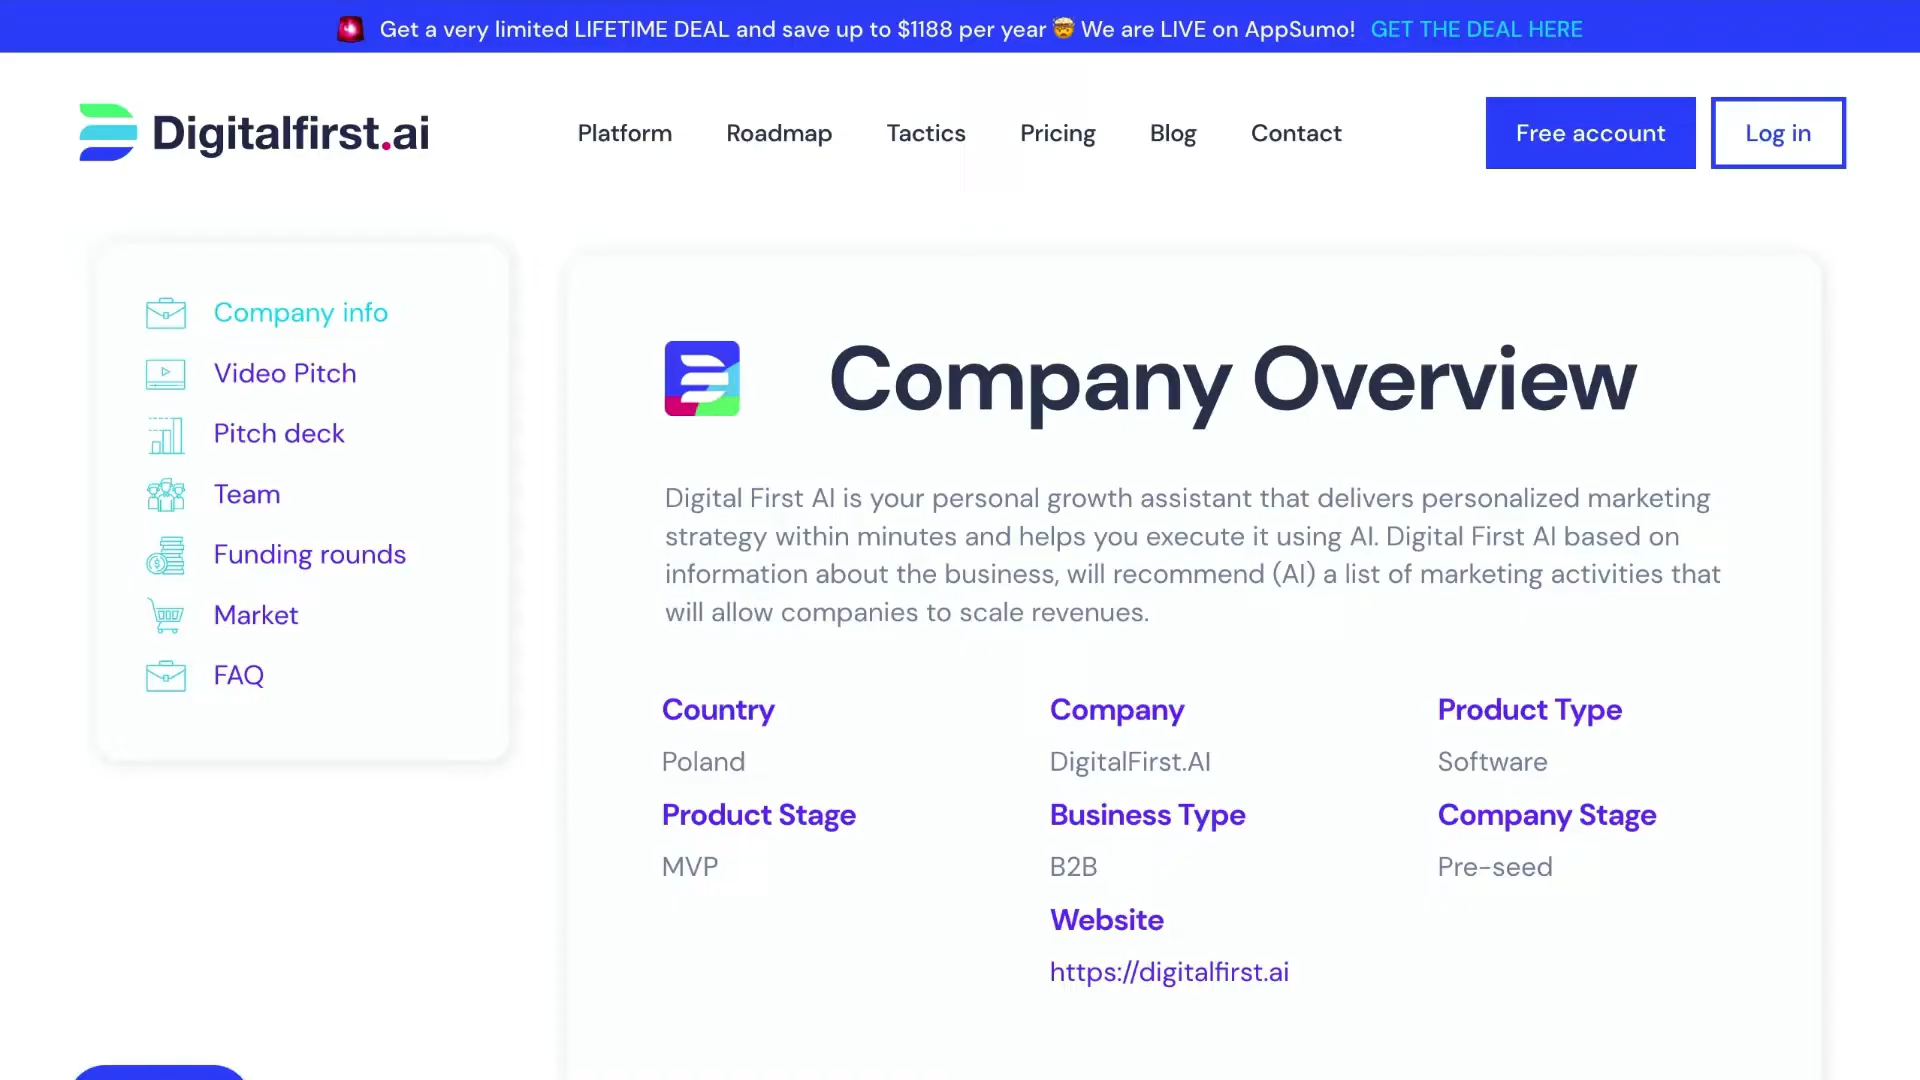 🚨 Get a very limited LIFETIME DEAL and save up to $1188 per year 🤯 We are LIVE on AppSumo! GET THE DEAL HERE
Digitalfirst.ai
Platform Roadmap Tactics Pricing Blog Contact
Free account Log in
Company info
Video Pitch
Pitch deck
Team
Funding rounds
Market
FAQ
Company Overview
Digital First AI is your personal growth assistant that delivers personalized marketing
strategy within minutes and helps you execute it using AI. Digital First AI based on
information about the business, will recommend (AI) a list of marketing activities that
will allow companies to scale revenues.
Country Company Product Type
Poland DigitalFirst.AI Software
Product Stage Business Type Company Stage
MVP B2B Pre-seed
Website
https://digitalfirst.ai